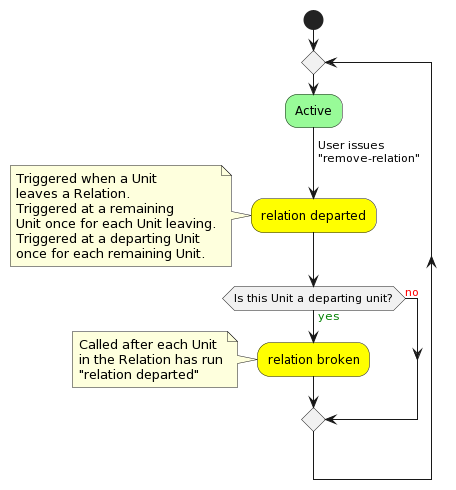 Active
User issues
"remove-relation"
Triggered when a Unit
leaves a Relation.
Triggered at a remaining
Unit once for each Unit leaving.
Triggered at a departing Unit
once for each remaining Unit.
relation departed
Is this Unit a departing unit?
no
yes
Called after each Unit
in the Relation has run
"relation departed"
relation broken